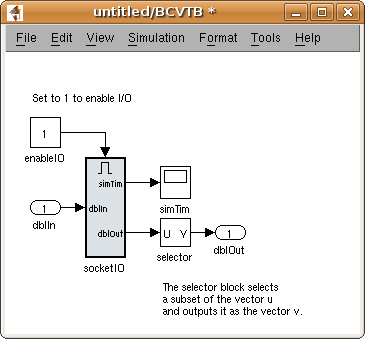 untitled/BCVTB *
File Edit View Simulation Format Tools Help
Set to 1 to enable I/O
1
enableIO
simTim
dblIn
dblOut
socketIO
1
dblIn
simTim
U Y
selector
1
dblOut
The selector block selects
a subset of the vector u
and outputs it as the vector v.